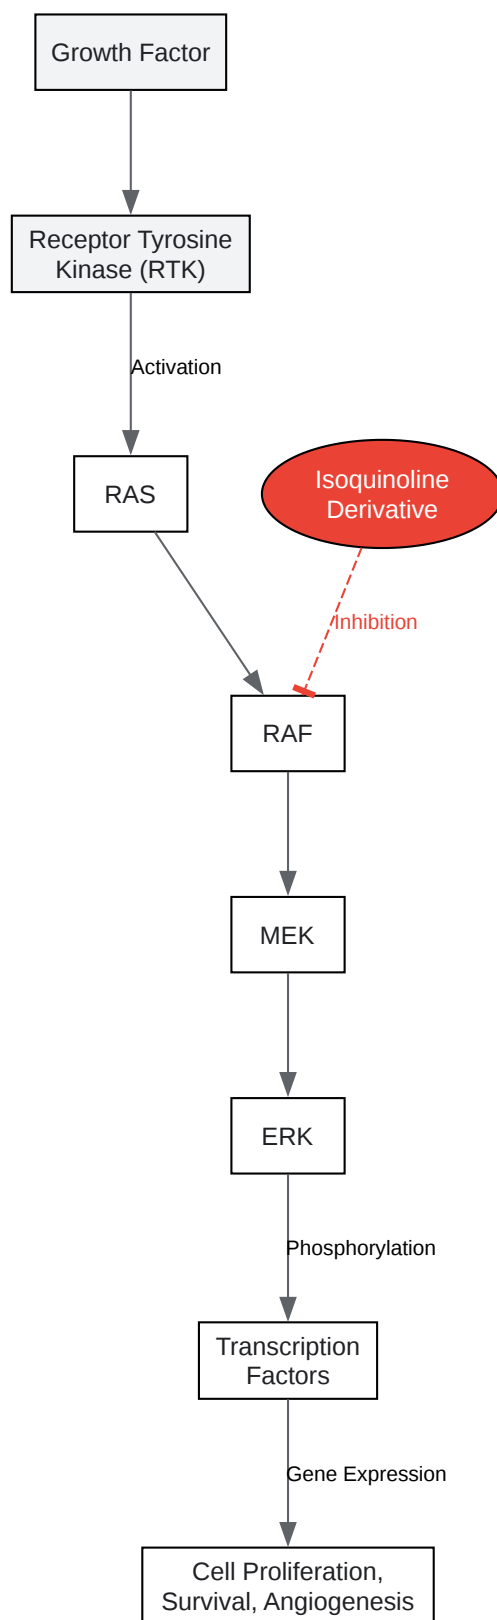 Growth Factor
Receptor Tyrosine
Kinase (RTK)
Activation
RAS
Isoquinoline
Derivative
Inhibition
RAF
MEK
ERK
Phosphorylation
Transcription
Factors
Gene Expression
Cell Proliferation,
Survival, Angiogenesis